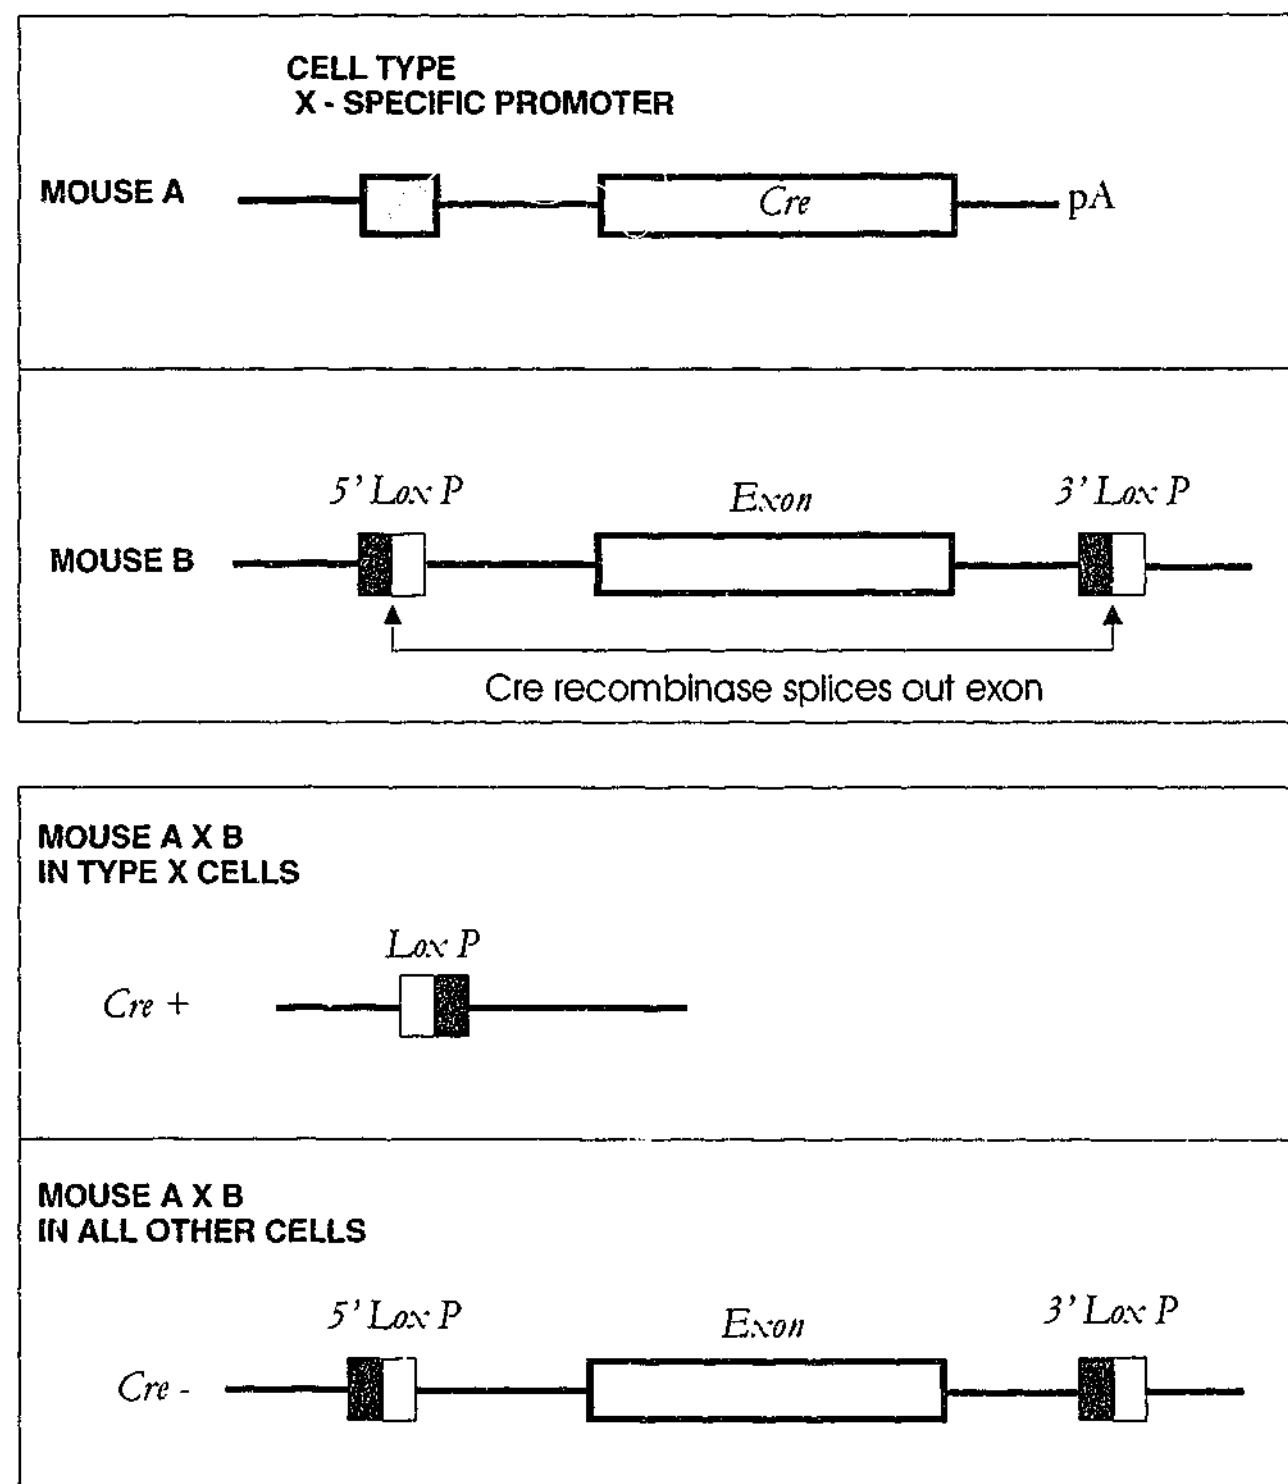 CELL TYPE
X - SPECIFIC PROMOTER
MOUSE A
Cre
pA
5' Lox P
Exon
3' Lox P
MOUSE B
Cre recombinase splices out exon
MOUSE A X B
IN TYPE X CELLS
Lox P
Cre +
MOUSE A X B
IN ALL OTHER CELLS
5' Lox P
Exon
3' Lox P
Cre -